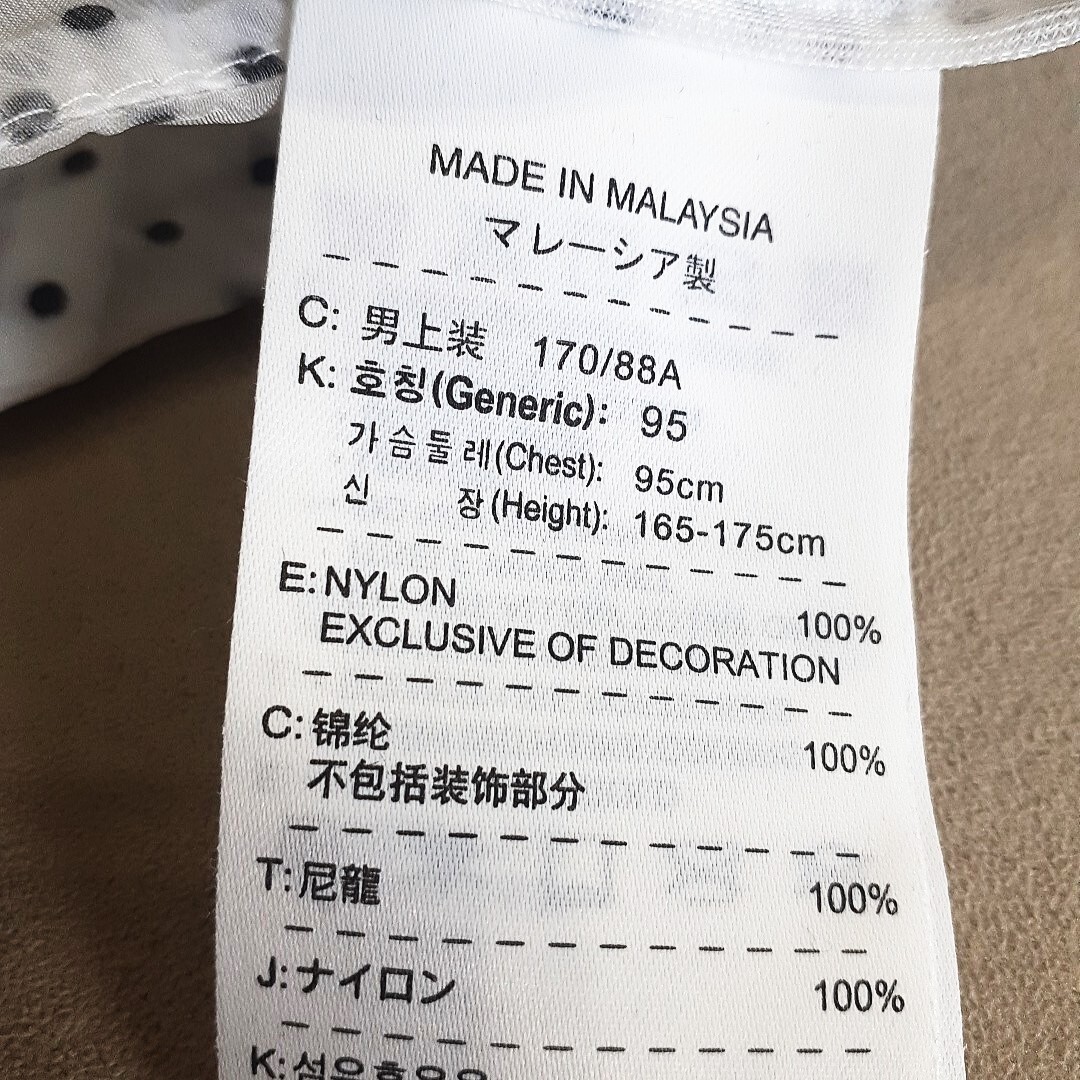 MADE IN MALAYSIA
マレーシア製
C: 男上装 170/88A
K: 호칭(Generic): 95
가슴둘레(Chest): 95cm
신 장(Height): 165-175cm
E: NYLON 100%
EXCLUSIVE OF DECORATION
C: 锦纶 100%
不包括装饰部分
T: 尼龍 100%
J: ナイロン 100%
K: